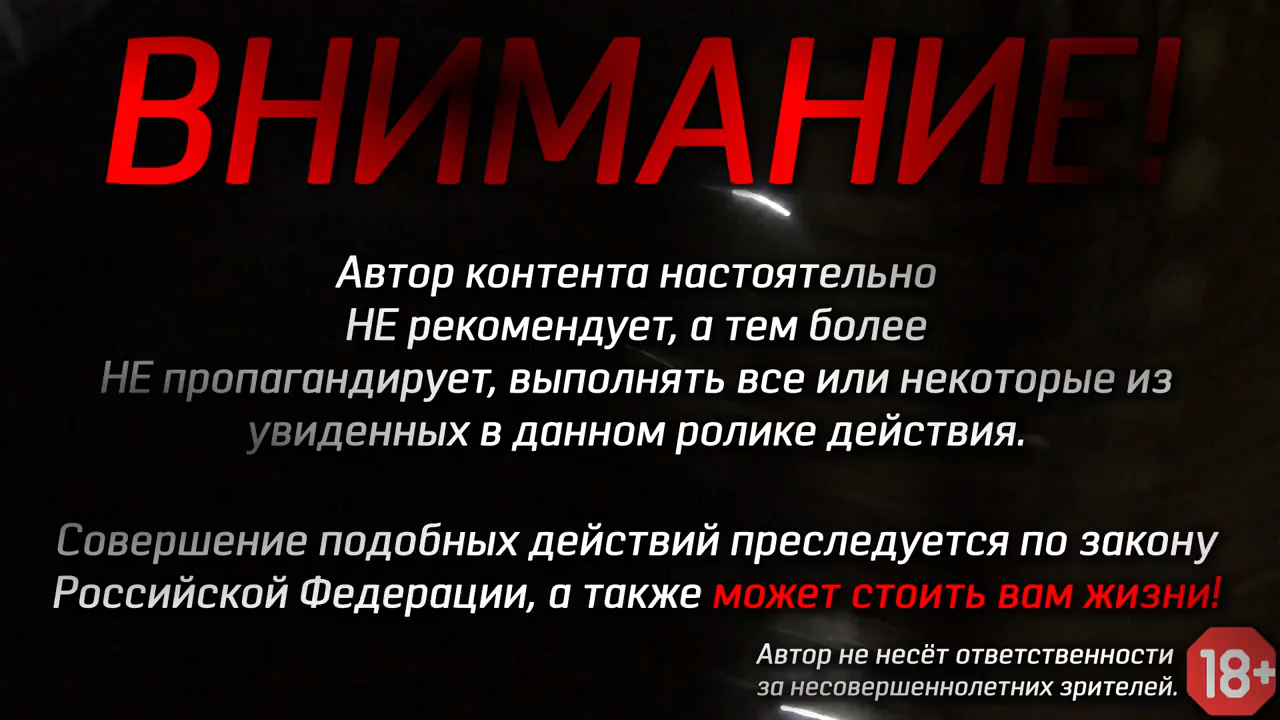 ВНИМАНИЕ!
Автор контента настоятельно
НЕ рекомендует, а тем более
НЕ пропагандирует, выполнять все или некоторые из
увиденных в данном ролике действия.
Совершение подобных действий преследуется по закону
Российской Федерации, а также может стоить вам жизни!
Автор не несёт ответственности
за несовершеннолетних зрителей.
18+